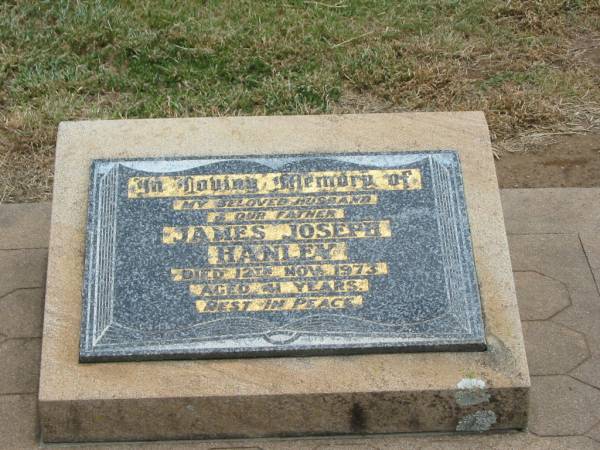 In Loving Memory of
MY BELOVED HUSBAND
& OUR FATHER
JAMES JOSEPH
HANLEY
DIED 12TH NOV. 1973
AGED 41 YEARS.
REST IN PEACE